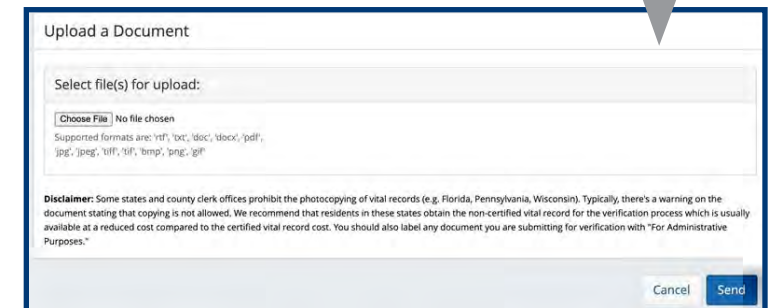 Upload a Document
Select file(s) for upload:
Choose File No file chosen
Supported formats are: 'rtf', 'txt', 'doc', 'docx', 'pdf',
'jpg', 'jpeg', 'tiff', 'tif', 'bmp', 'png', 'gif'
Disclaimer: Some states and county clerk offices prohibit the photocopying of vital records (e.g. Florida, Pennsylvania, Wisconsin). Typically, there's a warning on the
document stating that copying is not allowed. We recommend that residents in these states obtain the non-certified vital record for the verification process which is usually
available at a reduced cost compared to the certified vital record cost. You should also label any document you are submitting for verification with "For Administrative
Purposes."
Cancel Send